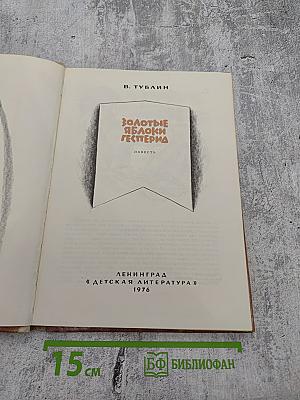 В. ТУБЛИН
ЗОЛОТЫЕ
ЯБЛОКИ
ГЕСПЕРИД
ПОВЕСТЬ
ЛЕНИНГРАД
«ДЕТСКАЯ ЛИТЕРАТУРА»
1976
15 СМ
БФ БИБЛИОФАН